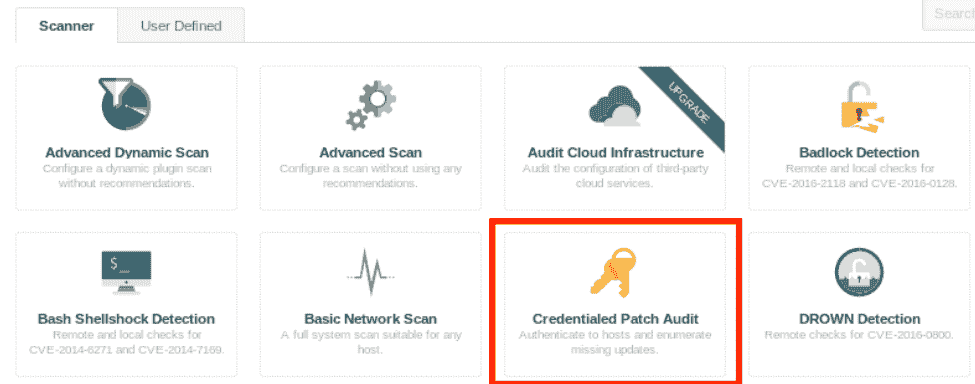 Scanner
User Defined
Search
Advanced Dynamic Scan
Configure a dynamic plugin scan
without recommendations.
Advanced Scan
Configure a scan without using any
recommendations.
UPGRADE
Audit Cloud Infrastructure
Audit the configuration of third-party
cloud services.
Badlock Detection
Remote and local checks for
CVE-2016-2118 and CVE-2016-0128.
$_
Bash Shellshock Detection
Remote and local checks for
CVE-2014-6271 and CVE-2014-7169.
Basic Network Scan
A full system scan suitable for any
host.
Credentialed Patch Audit
Authenticate to hosts and enumerate
missing updates.
DROWN Detection
Remote checks for CVE-2016-0800.